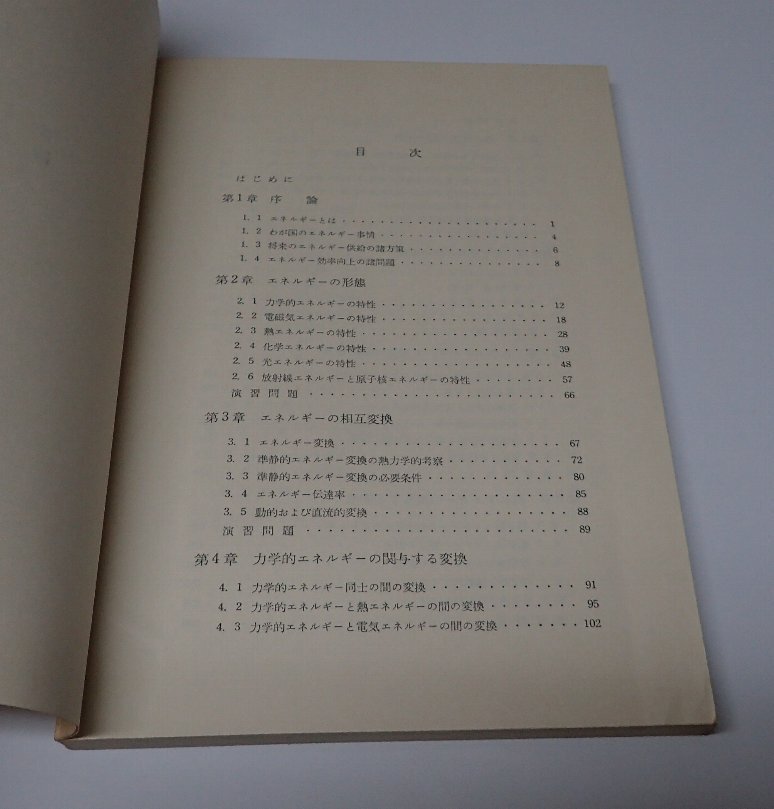 目 次
はじめに
第1章 序 論
1. 1 エネルギーとは・・・・・・・・・・・・・・・・・・・・ 1
1. 2 わが国のエネルギー事情・・・・・・・・・・・・・・・・ 4
1. 3 将来のエネルギー供給の諸方策・・・・・・・・・・・・・ 6
1. 4 エネルギー効率向上の諸問題・・・・・・・・・・・・・・ 8
第2章 エネルギーの形態
2. 1 力学的エネルギーの特性・・・・・・・・・・・・・・・・ 12
2. 2 電磁気エネルギーの特性・・・・・・・・・・・・・・・・ 18
2. 3 熱エネルギーの特性・・・・・・・・・・・・・・・・・・ 28
2. 4 化学エネルギーの特性・・・・・・・・・・・・・・・・・ 39
2. 5 光エネルギーの特性・・・・・・・・・・・・・・・・・・ 48
2. 6 放射線エネルギーと原子核エネルギーの特性・・・・・・・ 57
演習問題・・・・・・・・・・・・・・・・・・・・・・・ 66
第3章 エネルギーの相互変換
3. 1 エネルギー変換・・・・・・・・・・・・・・・・・・・・ 67
3. 2 準静的エネルギー変換の熱力学的考察・・・・・・・・・・ 72
3. 3 準静的エネルギー変換の必要条件・・・・・・・・・・・・ 80
3. 4 エネルギー伝達率・・・・・・・・・・・・・・・・・・・ 85
3. 5 動的および直流的変換・・・・・・・・・・・・・・・・・ 88
演習問題・・・・・・・・・・・・・・・・・・・・・・・ 89
第4章 力学的エネルギーの関与する変換
4. 1 力学的エネルギー同士の間の変換・・・・・・・・・・・・ 91
4. 2 力学的エネルギーと熱エネルギーの間の変換・・・・・・・・ 95
4. 3 力学的エネルギーと電気エネルギーの間の変換・・・・・・・ 102